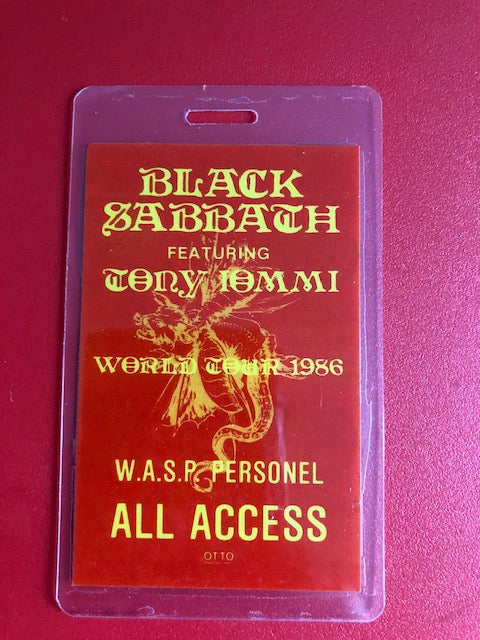 BLACK
SABBATH
FEATURING
TONY IOMMI
WORLD TOUR 1986
W.A.S.P. PERSONEL
ALL ACCESS
OTTO